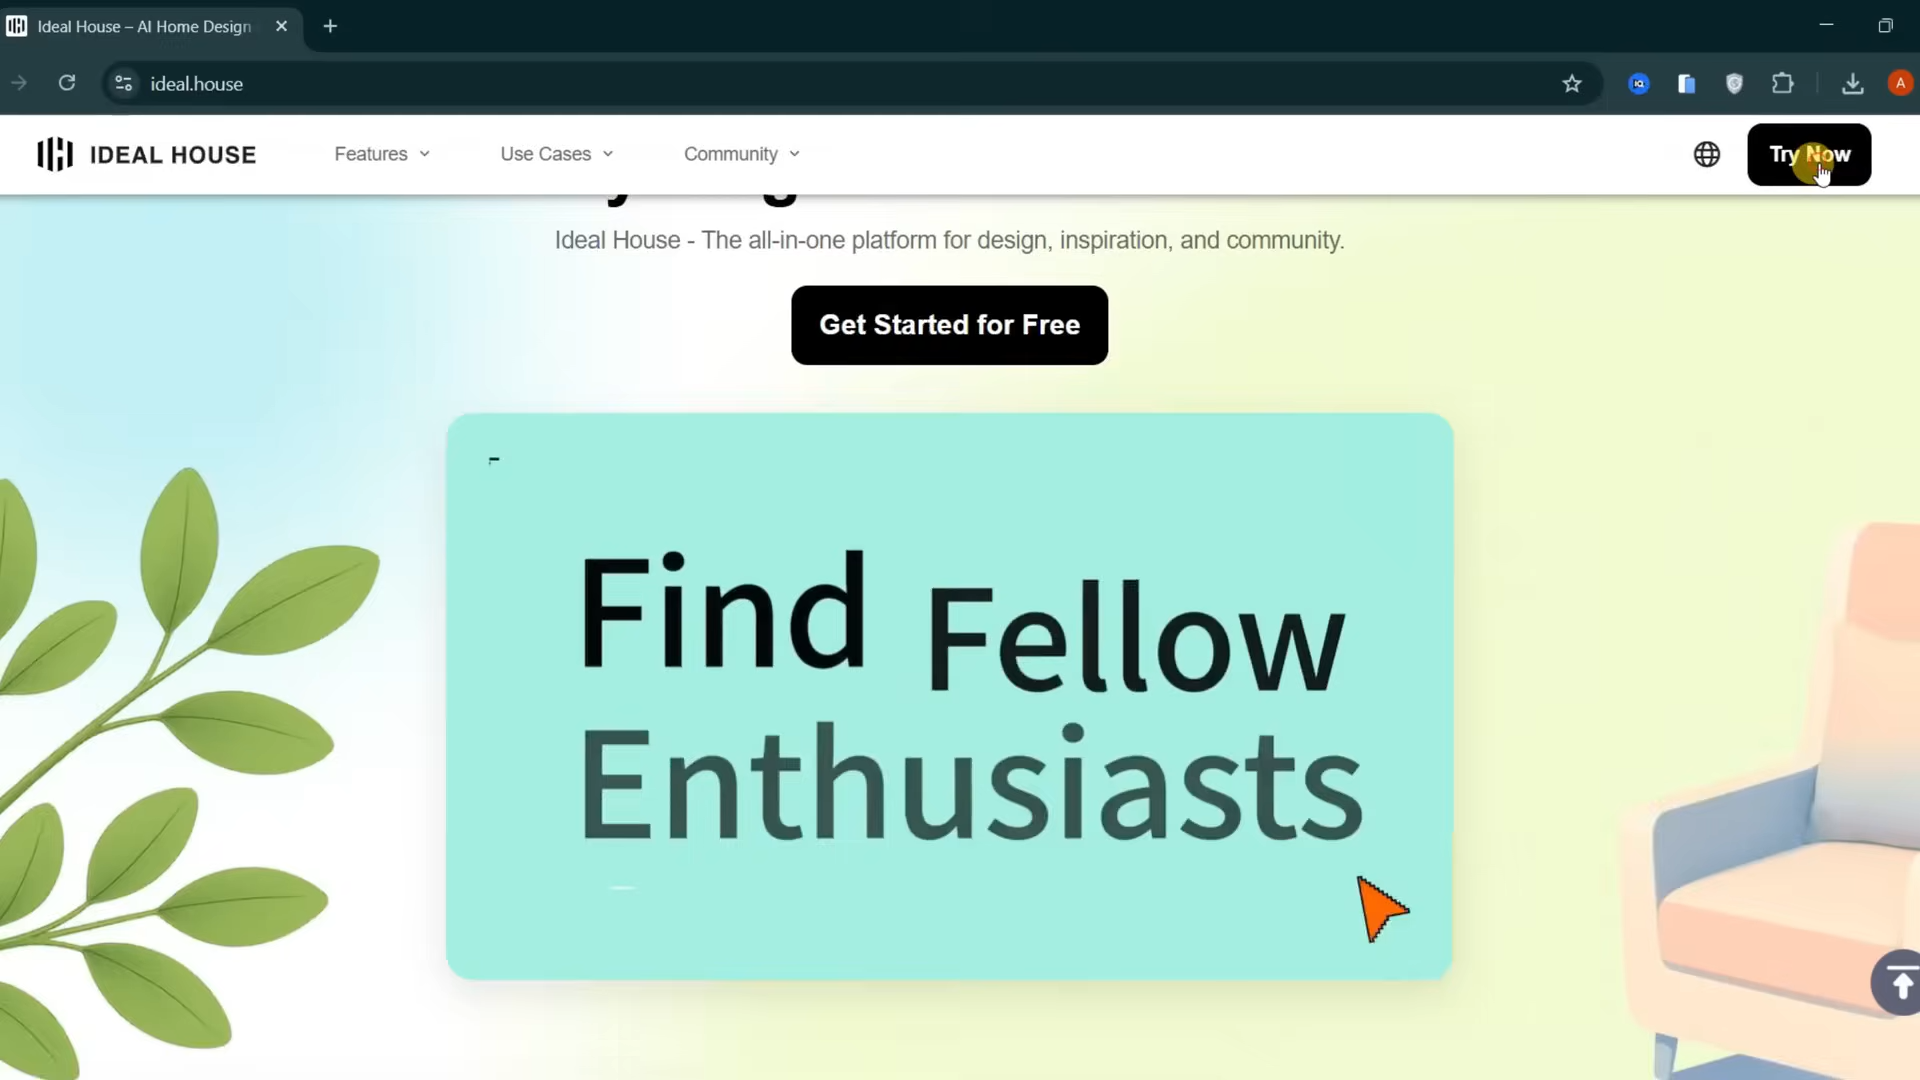 Ideal House – AI Home Design
ideal.house
IDEAL HOUSE
Features
Use Cases
Community
Try Now
Ideal House - The all-in-one platform for design, inspiration, and community.
Get Started for Free
Find Fellow
Enthusiasts
A